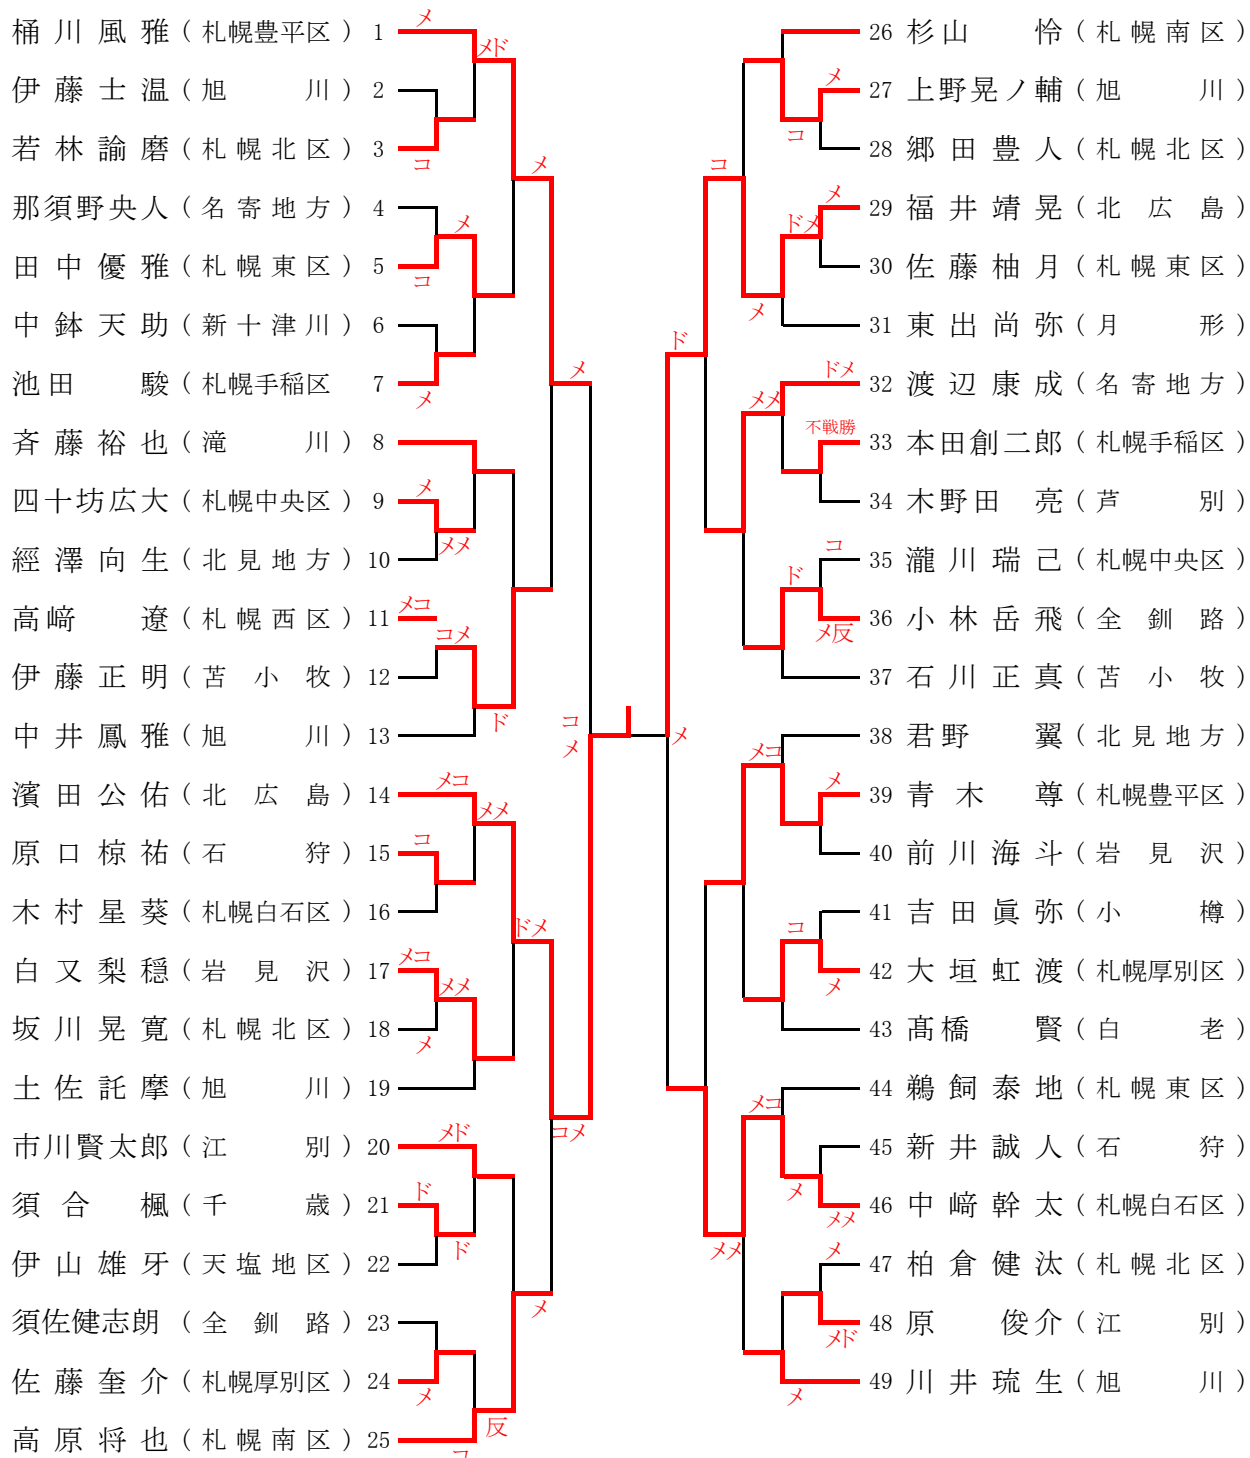 桶川風雅（札幌豊平区）1
伊藤士温（旭川）2
若林諭磨（札幌北区）3
那須野央人（名寄地方）4
田中優雅（札幌東区）5
中鉢天助（新十津川）6
池田駿（札幌手稲区 7
斉藤裕也（滝川）8
四十坊広大（札幌中央区）9
經澤向生（北見地方）10
高﨑遼（札幌西区）11
伊藤正明（苫小牧）12
中井鳳雅（旭川）13
濱田公佑（北広島）14
原口椋祐（石狩）15
木村星葵（札幌白石区）16
白又梨穏（岩見沢）17
坂川晃寛（札幌北区）18
土佐託摩（旭川）19
市川賢太郎（江別）20
須合楓（千歳）21
伊山雄牙（天塩地区）22
須佐健志朗（全釧路）23
佐藤奎介（札幌厚別区）24
高原将也（札幌南区）25
メ
メド
コ
メ
メ
コ
メ
メ
メ
メメ
メコ
コメ
ド
メコ
メメ
コ
ドメ
メコ
メメ
メ
コメ
メド
ド
ド
メ
メ
反
コ
コ
メ
メ
26 杉山怜（札幌南区）
27 上野晃ノ輔（旭川）
28 郷田豊人（札幌北区）
29 福井靖晃（北広島）
30 佐藤柚月（札幌東区）
31 東出尚弥（月形）
32 渡辺康成（名寄地方）
33 本田創二郎（札幌手稲区）
34 木野田亮（芦別）
35 瀧川瑞己（札幌中央区）
36 小林岳飛（全釧路）
37 石川正真（苫小牧）
38 君野翼（北見地方）
39 青木尊（札幌豊平区）
40 前川海斗（岩見沢）
41 吉田眞弥（小樽）
42 大垣虹渡（札幌厚別区）
43 髙橋賢（白老）
44 鵜飼泰地（札幌東区）
45 新井誠人（石狩）
46 中﨑幹太（札幌白石区）
47 柏倉健汰（札幌北区）
48 原俊介（江別）
49 川井琉生（旭川）
メ
コ
コ
メ
ドメ
メ
ド
ドメ
メメ
不戦勝
コ
ド
メ反
メコ
メ
コ
メ
メコ
メ
メメ
メメ
メ
メド
メ